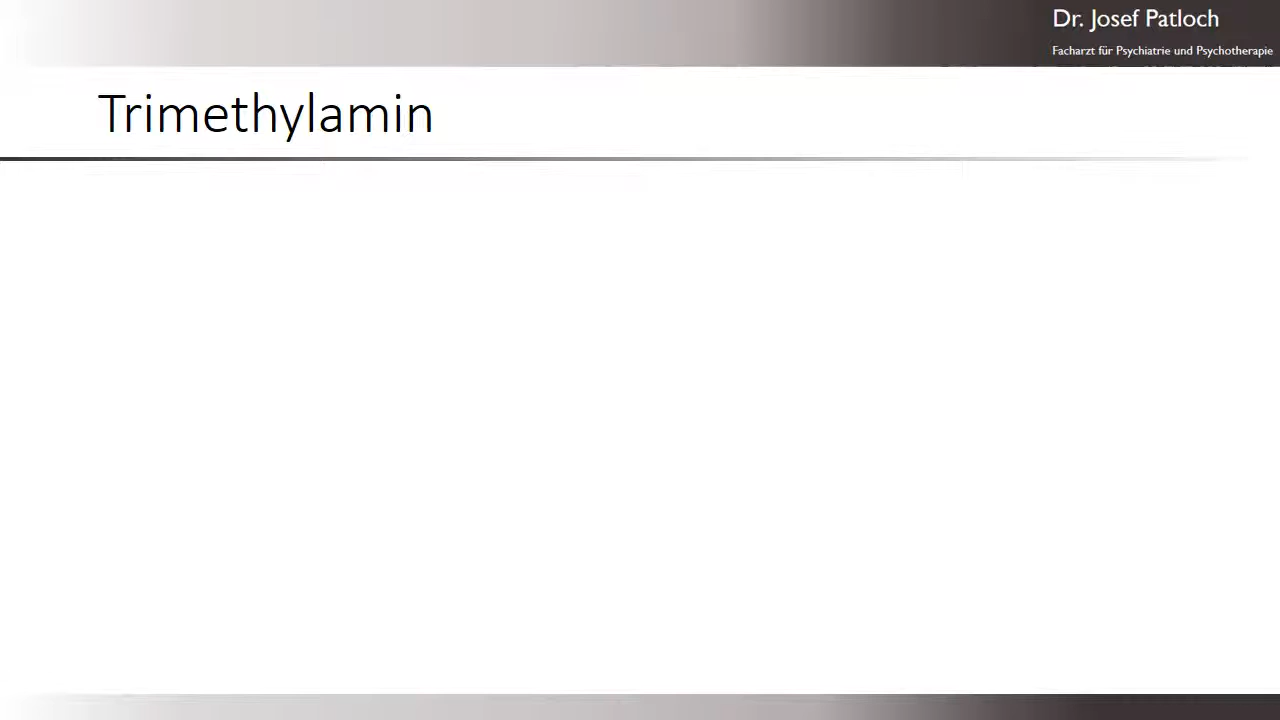 Dr. Josef Patloch
Facharzt für Psychiatrie und Psychotherapie
Trimethylamin